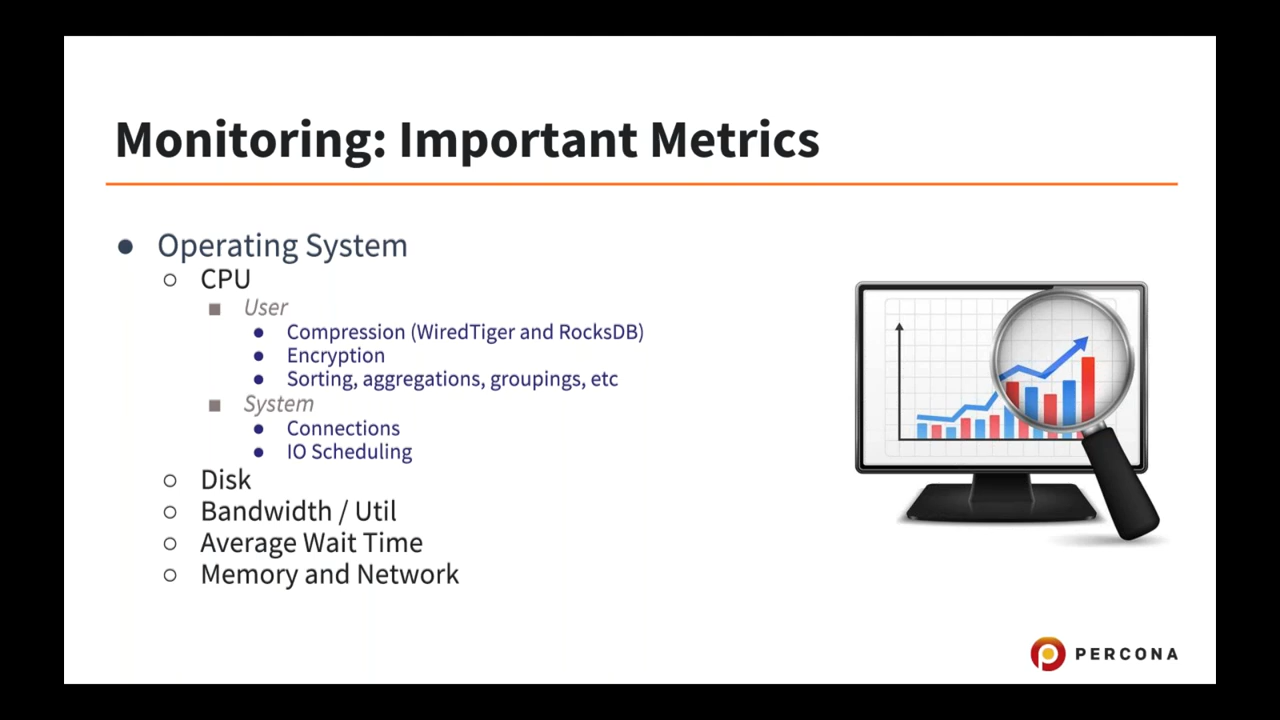 Monitoring: Important Metrics
● Operating System
○ CPU
■ User
● Compression (WiredTiger and RocksDB)
● Encryption
● Sorting, aggregations, groupings, etc
■ System
● Connections
● IO Scheduling
○ Disk
○ Bandwidth / Util
○ Average Wait Time
○ Memory and Network
PERCONA